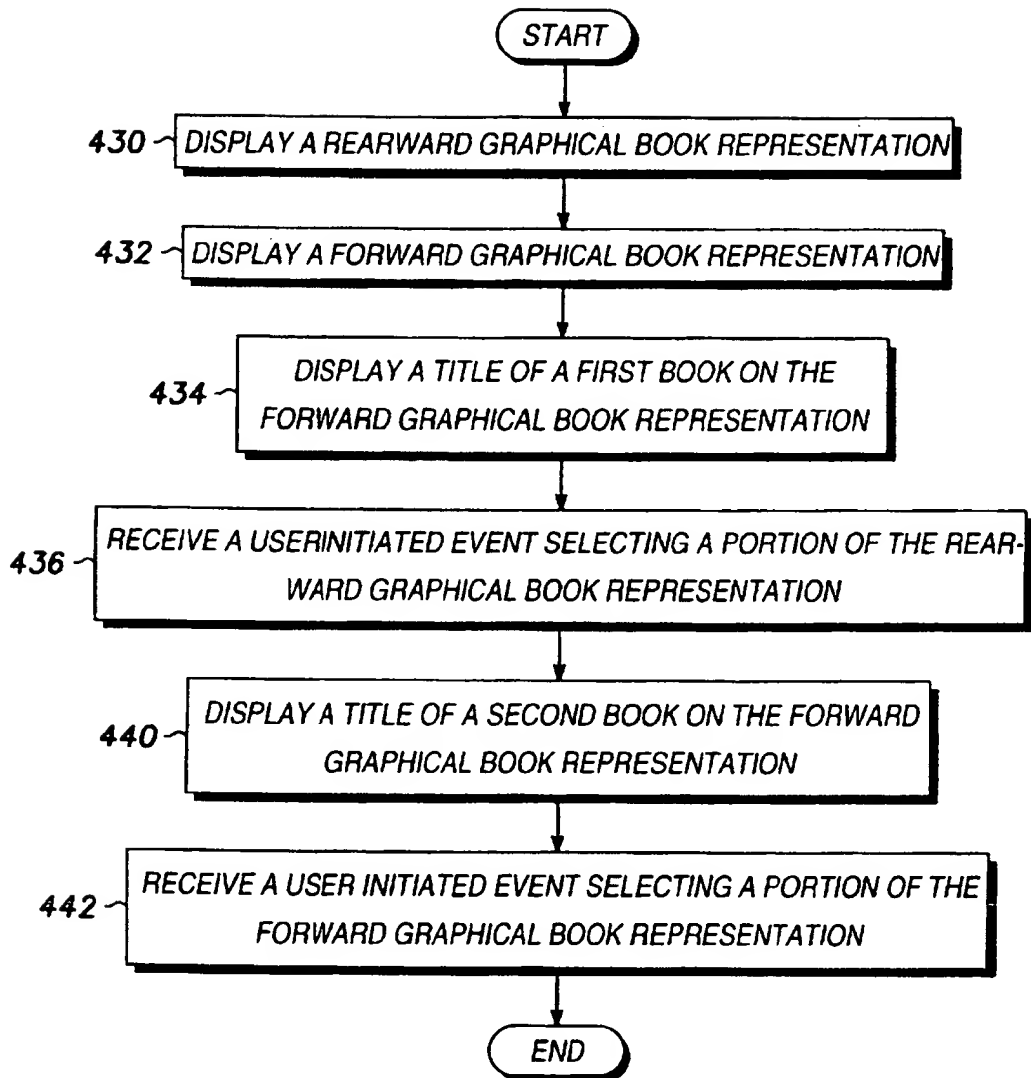 START
430 DISPLAY A REARWARD GRAPHICAL BOOK REPRESENTATION
432 DISPLAY A FORWARD GRAPHICAL BOOK REPRESENTATION
DISPLAY A TITLE OF A FIRST BOOK ON THE
434
FORWARD GRAPHICAL BOOK REPRESENTATION
RECEIVE A USERINITIATED EVENT SELECTING A PORTION OF THE REAR-
436
WARD GRAPHICAL BOOK REPRESENTATION
DISPLAY A TITLE OF A SECOND BOOK ON THE FORWARD
440
GRAPHICAL BOOK REPRESENTATION
RECEIVE A USER INITIATED EVENT SELECTING A PORTION OF THE
442
FORWARD GRAPHICAL BOOK REPRESENTATION
END